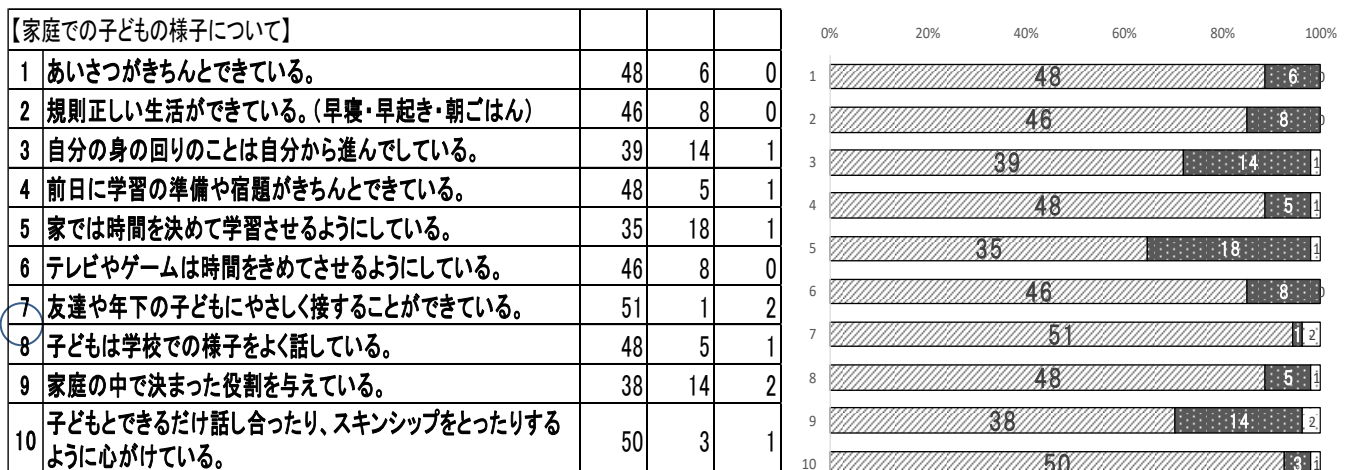 【家庭での子どもの様子について】
1 あいさつがきちんとできている。 48 6 0
2 規則正しい生活ができている。(早寝・早起き・朝ごはん) 46 8 0
3 自分の身の回りのことは自分から進んでしている。 39 14 1
4 前日に学習の準備や宿題がきちんとできている。 48 5 1
5 家では時間を決めて学習させるようにしている。 35 18 1
6 テレビやゲームは時間をきめてさせるようにしている。 46 8 0
7 友達や年下の子どもにやさしく接することができている。 51 1 2
8 子どもは学校での様子をよく話している。 48 5 1
9 家庭の中で決まった役割を与えている。 38 14 2
10 子どもとできるだけ話し合ったり、スキンシップをとったりする
ように心がけている。 50 3 1
0% 20% 40% 60% 80% 100%
1 48 6 0
2 46 8 0
3 39 14 1
4 48 5 1
5 35 18 1
6 46 8 0
7 51 1 2
8 48 5 1
9 38 14 2
10 50 3 1